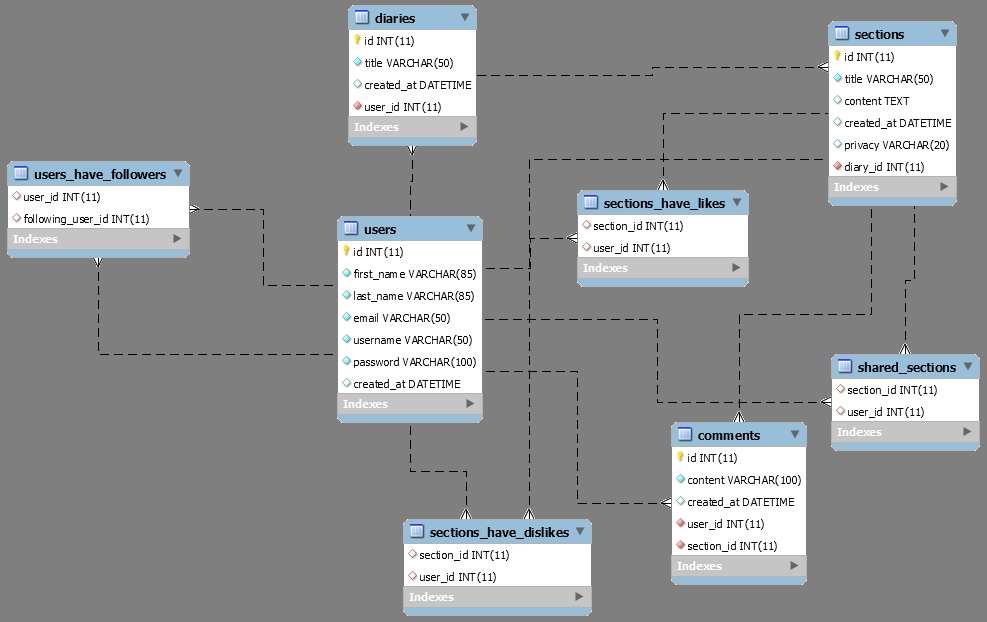 diaries
id INT(11)
title VARCHAR(50)
created_at DATETIME
user_id INT(11)
Indexes
sections
id INT(11)
title VARCHAR(50)
content TEXT
created_at DATETIME
privacy VARCHAR(20)
diary_id INT(11)
Indexes
users_have_followers
user_id INT(11)
following_user_id INT(11)
Indexes
sections_have_likes
section_id INT(11)
user_id INT(11)
Indexes
users
id INT(11)
first_name VARCHAR(85)
last_name VARCHAR(85)
email VARCHAR(50)
username VARCHAR(50)
password VARCHAR(100)
created_at DATETIME
Indexes
shared_sections
section_id INT(11)
user_id INT(11)
Indexes
comments
id INT(11)
content VARCHAR(100)
created_at DATETIME
user_id INT(11)
section_id INT(11)
Indexes
sections_have_dislikes
section_id INT(11)
user_id INT(11)
Indexes